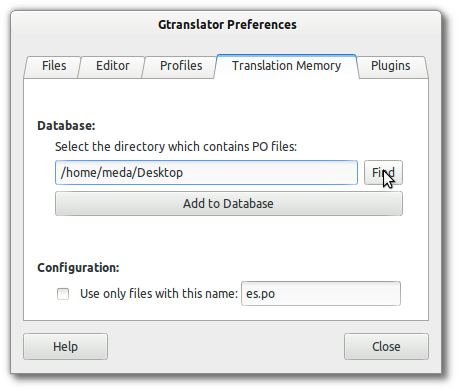 Gtranslator Preferences
Files Editor Profiles Translation Memory Plugins
Database:
Select the directory which contains PO files:
/home/meda/Desktop Find
Add to Database
Configuration:
Use only files with this name: es.po
Help Close